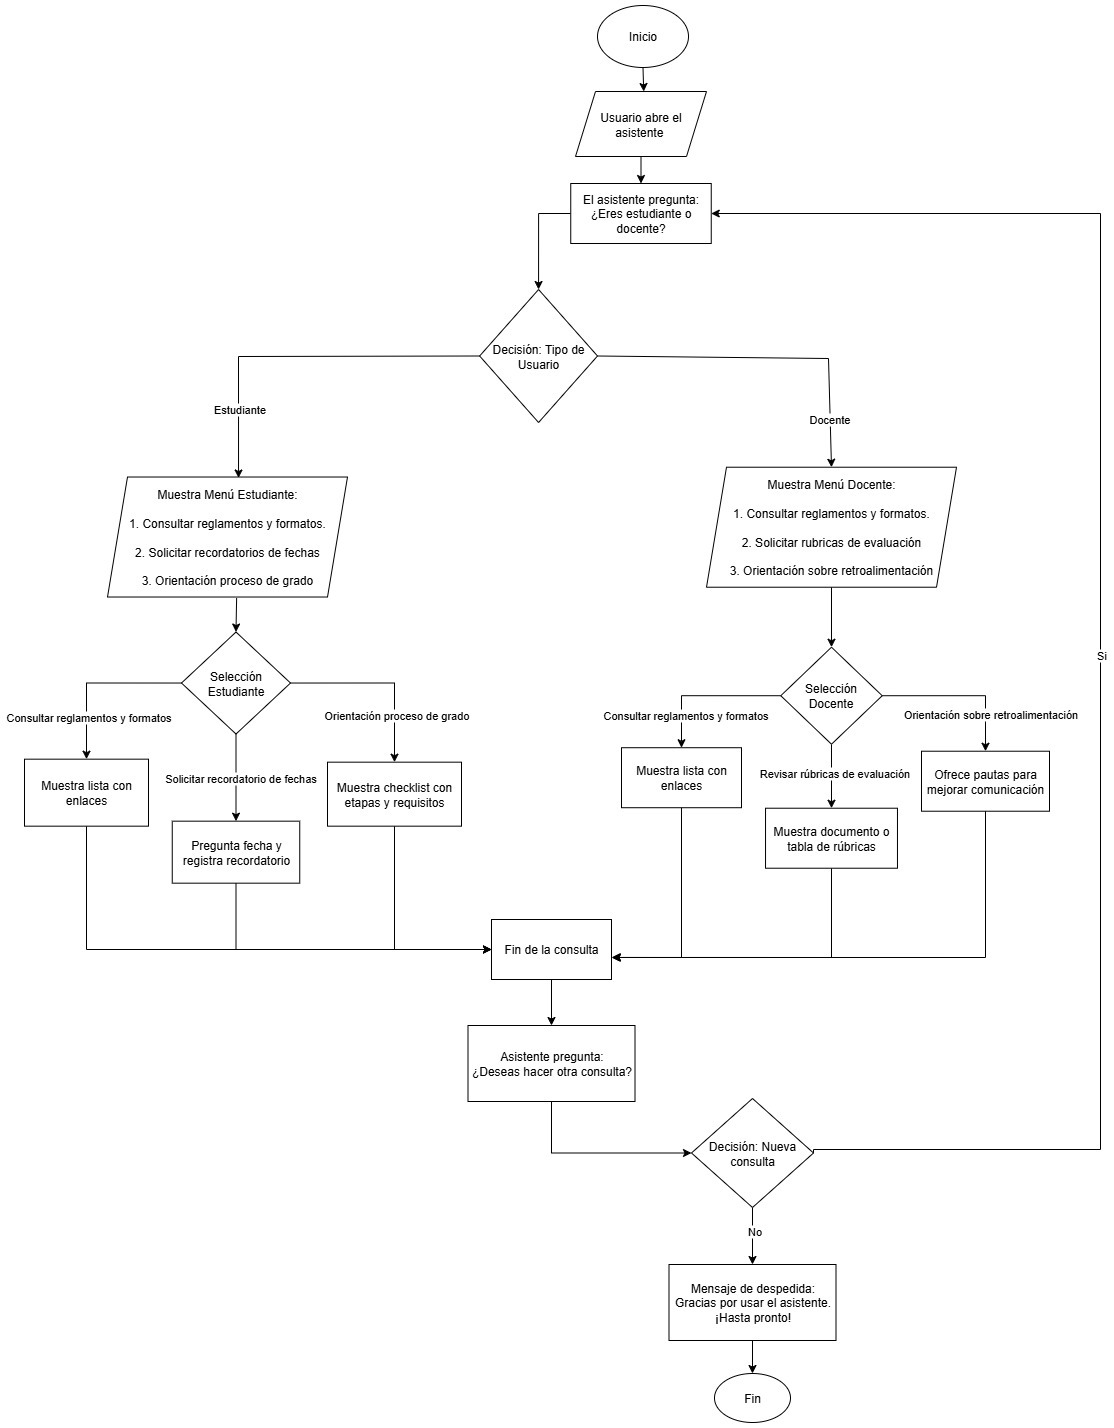 Inicio
Usuario abre el
asistente
El asistente pregunta:
¿Eres estudiante o
docente?
Decisión: Tipo de
Usuario
Estudiante
Docente
Muestra Menú Estudiante:
1. Consultar reglamentos y formatos.
2. Solicitar recordatorios de fechas
3. Orientación proceso de grado
Muestra Menú Docente:
1. Consultar reglamentos y formatos.
2. Solicitar rubricas de evaluación
3. Orientación sobre retroalimentación
Selección
Estudiante
Consultar reglamentos y formatos
Solicitar recordatorio de fechas
Orientación proceso de grado
Muestra lista con
enlaces
Pregunta fecha y
registra recordatorio
Muestra checklist con
etapas y requisitos
Selección
Docente
Consultar reglamentos y formatos
Revisar rúbricas de evaluación
Orientación sobre retroalimentación
Muestra lista con
enlaces
Muestra documento o
tabla de rúbricas
Ofrece pautas para
mejorar comunicación
Si
Fin de la consulta
Asistente pregunta:
¿Deseas hacer otra consulta?
Decisión: Nueva
consulta
No
Mensaje de despedida:
Gracias por usar el asistente.
¡Hasta pronto!
Fin